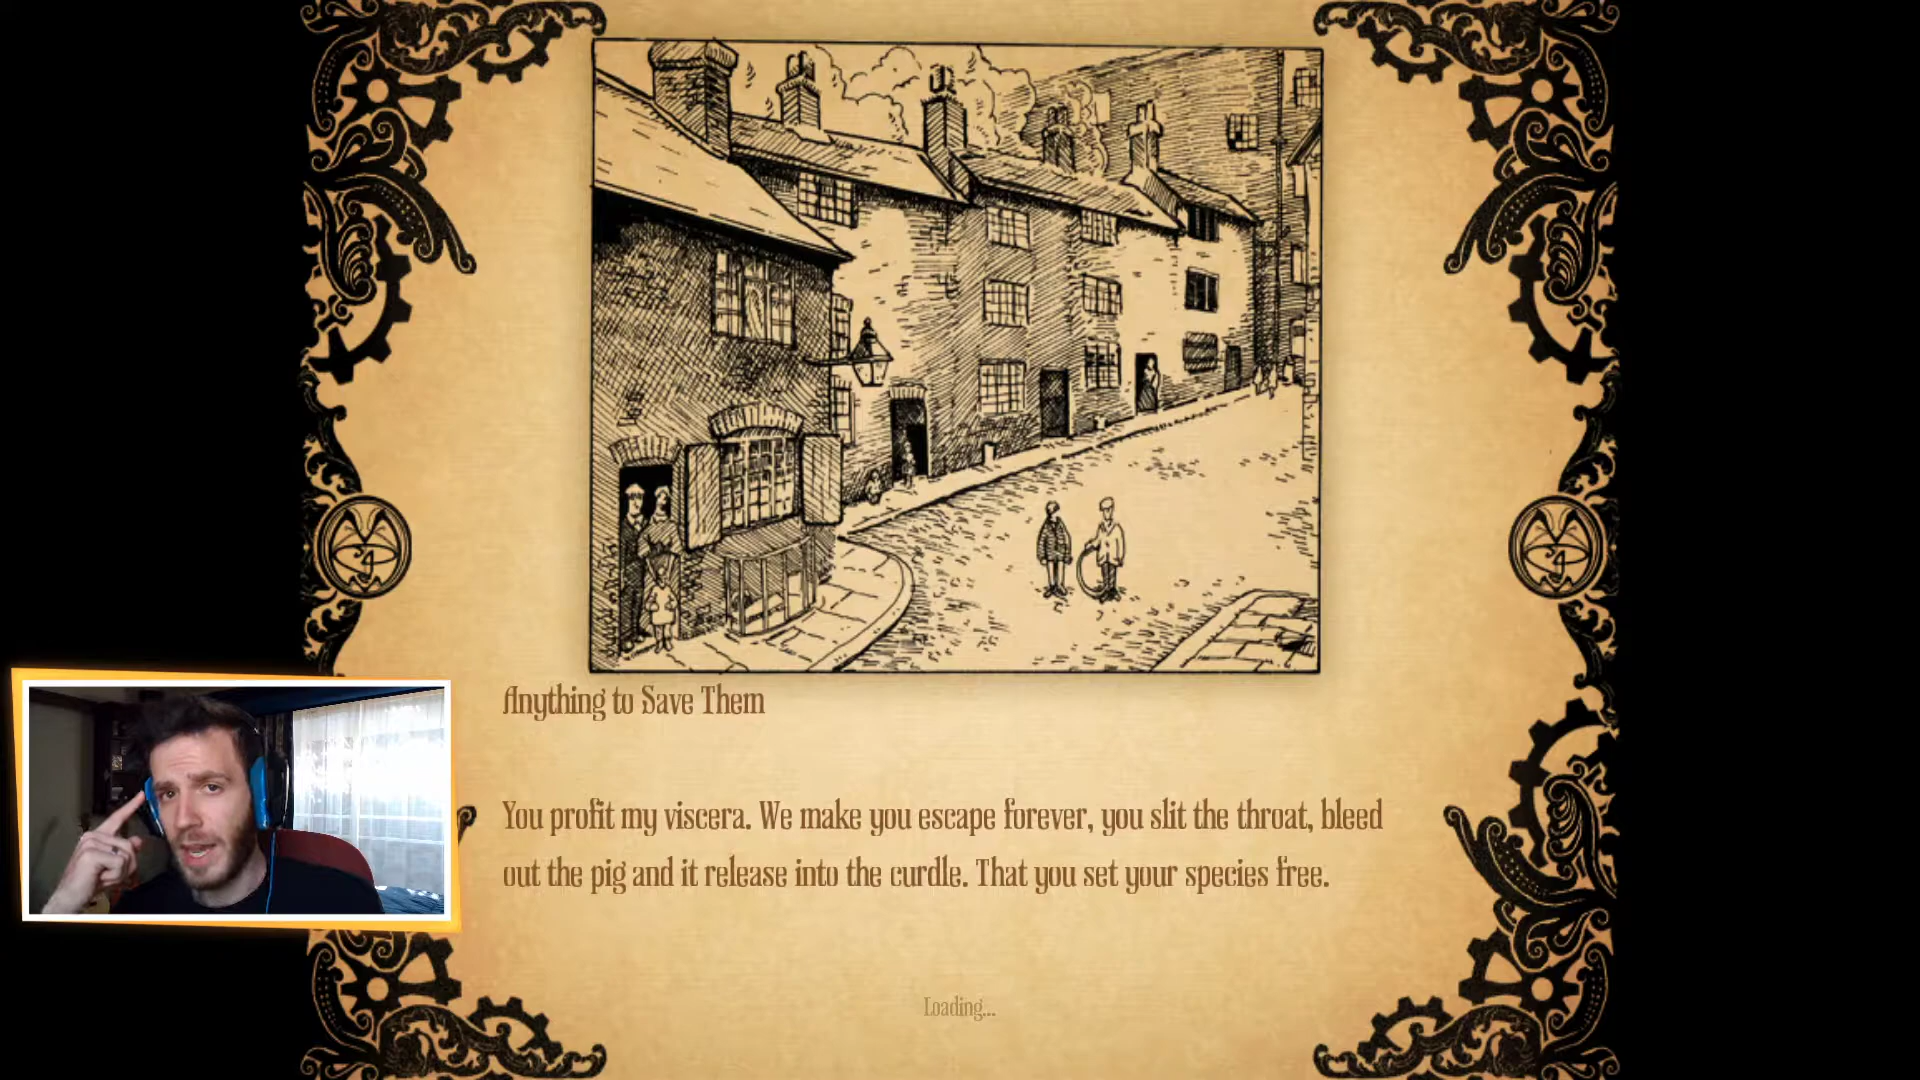 Anything to Save Them
You profit my viscera. We make you escape forever, you slit the throat, bleed
out the pig and it release into the curdle. That you set your species free.
Loading...